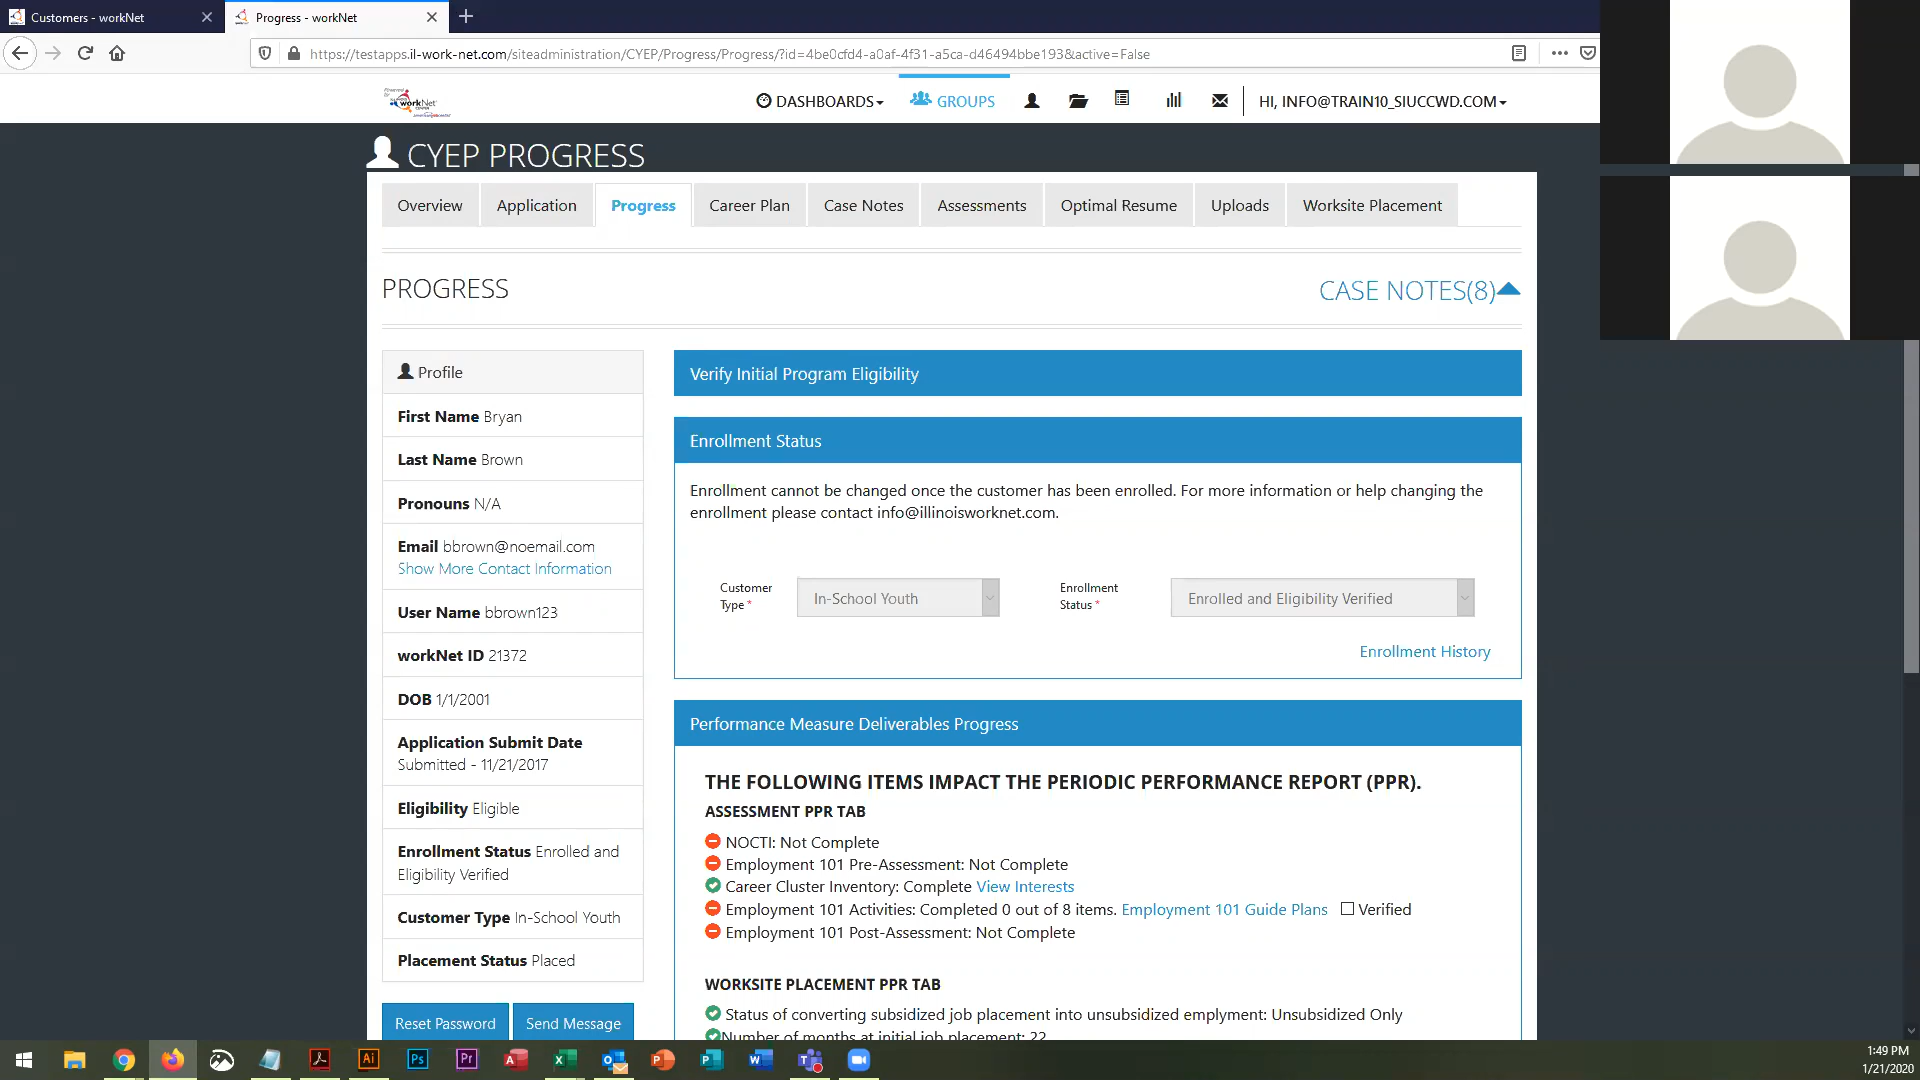 Customers - workNet
Progress - workNet
https://testapps.il-work-net.com/siteadministration/CYEP/Progress/Progress/?id=4be0cfd4-a0af-4f31-a5ca-d46494bbe193&active=False
workNet
DASHBOARDS
GROUPS
HI, INFO@TRAIN10_SIUCCWD.COM
CYEP PROGRESS
Overview
Application
Progress
Career Plan
Case Notes
Assessments
Optimal Resume
Uploads
Worksite Placement
PROGRESS
CASE NOTES(8)
Profile
First Name Bryan
Last Name Brown
Pronouns N/A
Email bbrown@noemail.com
Show More Contact Information
User Name bbrown123
workNet ID 21372
DOB 1/1/2001
Application Submit Date
Submitted - 11/21/2017
Eligibility Eligible
Enrollment Status Enrolled and
Eligibility Verified
Customer Type In-School Youth
Placement Status Placed
Reset Password
Send Message
Verify Initial Program Eligibility
Enrollment Status
Enrollment cannot be changed once the customer has been enrolled. For more information or help changing the
enrollment please contact info@illinoisworknet.com.
Customer
Type *
In-School Youth
Enrollment
Status *
Enrolled and Eligibility Verified
Enrollment History
Performance Measure Deliverables Progress
THE FOLLOWING ITEMS IMPACT THE PERIODIC PERFORMANCE REPORT (PPR).
ASSESSMENT PPR TAB
NOCTI: Not Complete
Employment 101 Pre-Assessment: Not Complete
Career Cluster Inventory: Complete View Interests
Employment 101 Activities: Completed 0 out of 8 items. Employment 101 Guide Plans Verified
Employment 101 Post-Assessment: Not Complete
WORKSITE PLACEMENT PPR TAB
Status of converting subsidized job placement into unsubsidized emplyment: Unsubsidized Only
Number of months at initial job placement: 22
1:49 PM
1/21/2020